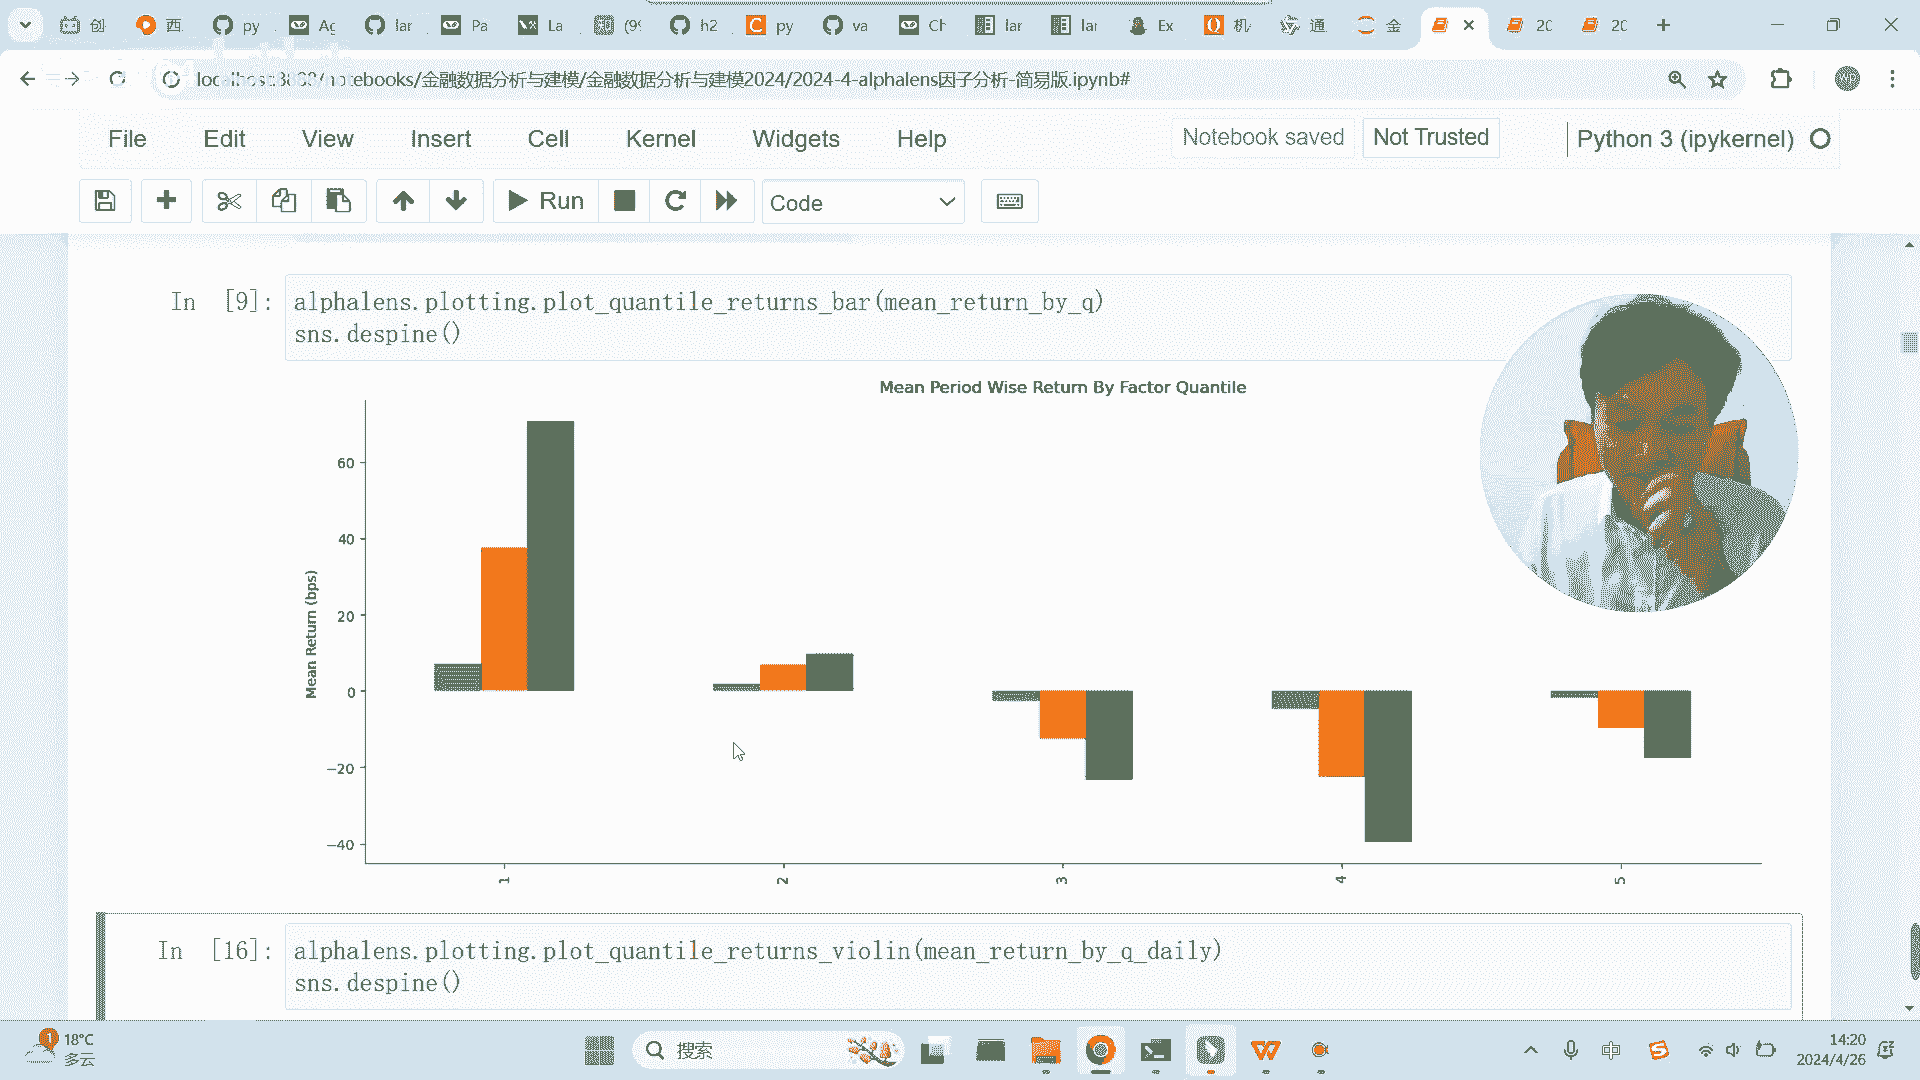 创
西
py
Ac
lar
Pa
La
(9
h2
py
va
Ch
lar
lar
Ex
机
通
金
2C
2C
localhost:8888/notebooks/金融数据分析与建模/金融数据分析与建模2024/2024-4-alphalens因子分析-简易版.ipynb#
wp
File Edit View Insert Cell Kernel Widgets Help
Notebook saved
Not Trusted
Python 3 (ipykernel)
Run
Code
In [9]:
alphalens.plotting.plot_quantile_returns_bar(mean_return_by_q)
sns.despine()
Mean Period Wise Return By Factor Quantile
Mean Return (bps)
60
40
20
0
−20
−40
1
2
3
4
5
In [16]:
alphalens.plotting.plot_quantile_returns_violin(mean_return_by_q_daily)
sns.despine()
1
18°C
多云
搜索
中
14:20
2024/4/26